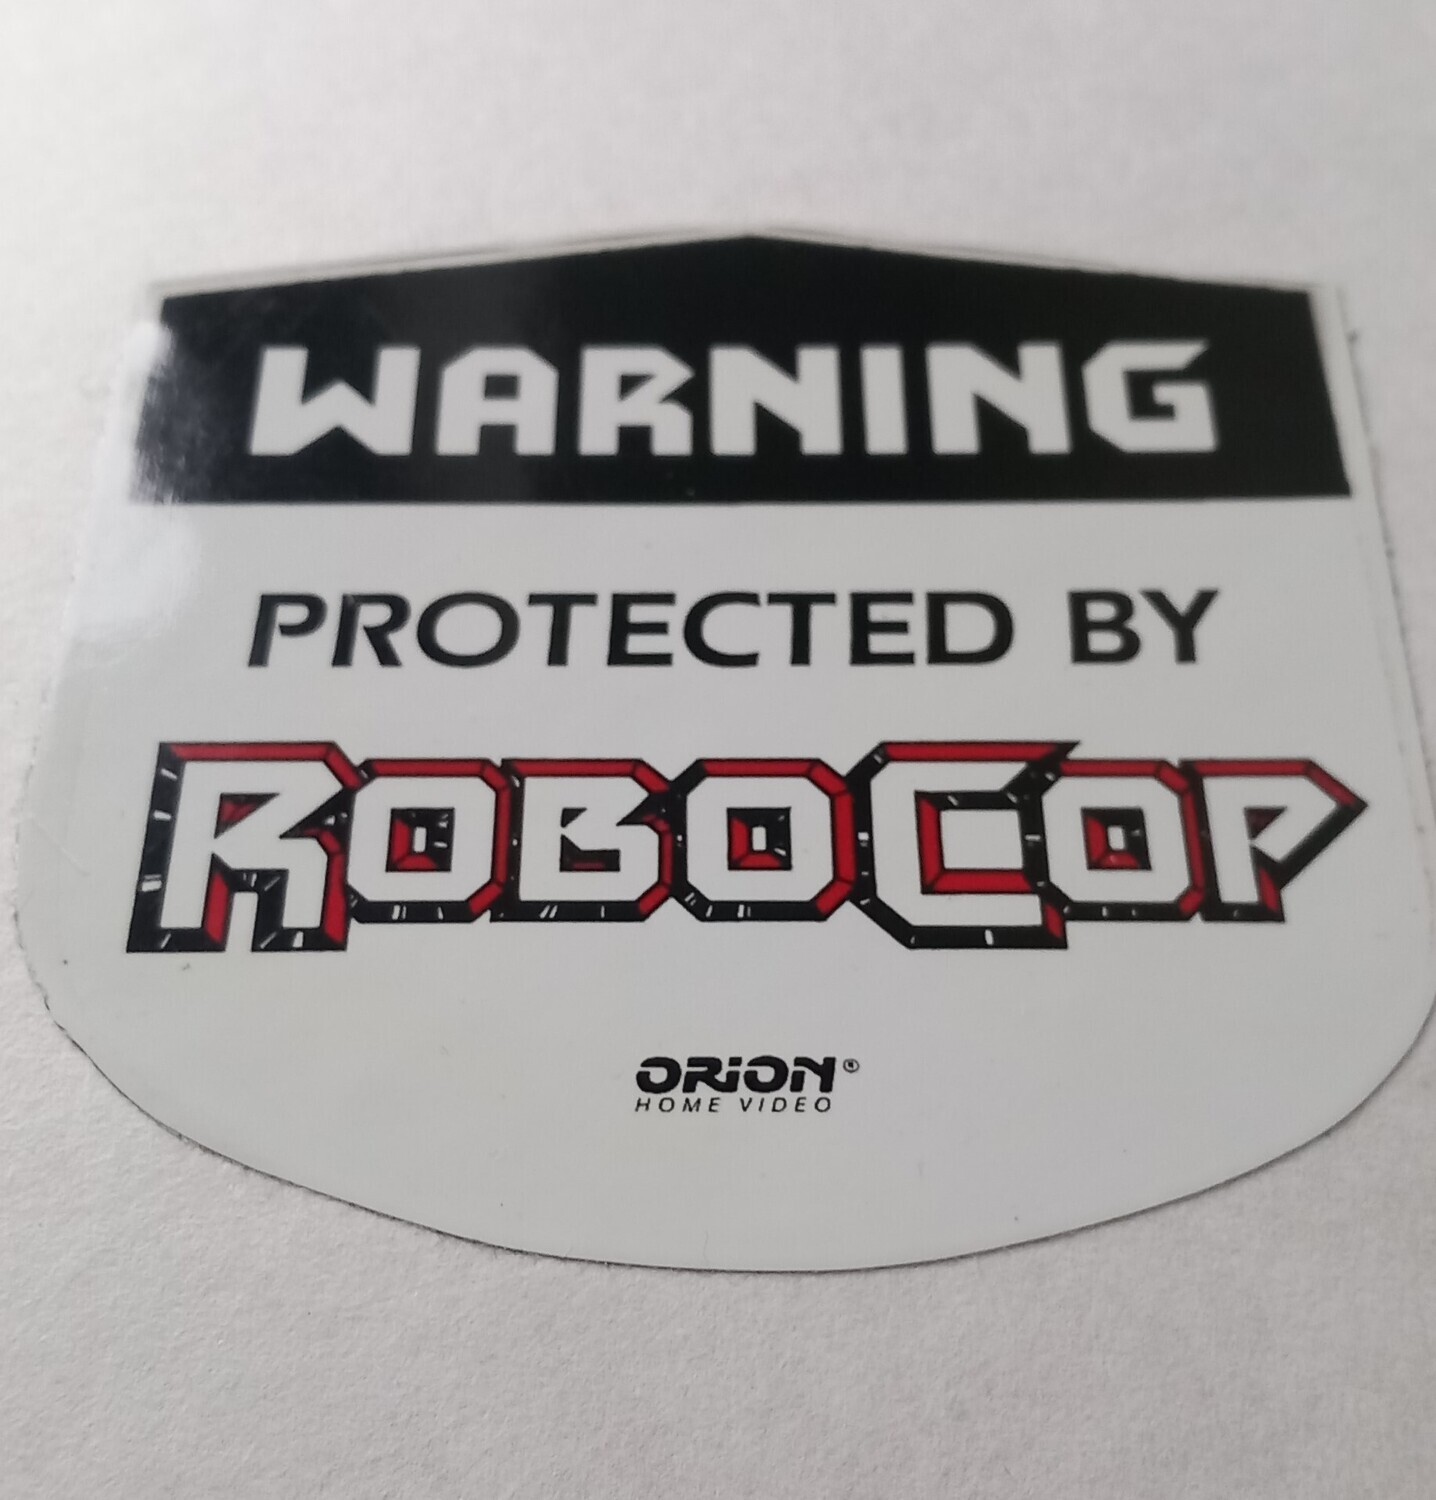 WARNING
PROTECTED BY
ROBOCOP
ORION®
HOME VIDEO